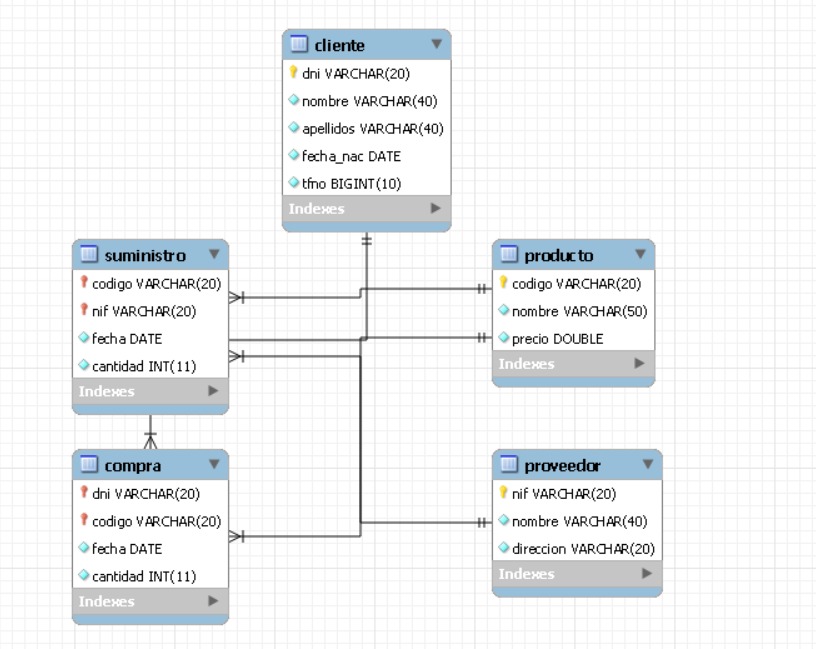 cliente
dni VARCHAR(20)
nombre VARCHAR(40)
apellidos VARCHAR(40)
fecha_nac DATE
tfno BIGINT(10)
Indexes
suministro
codigo VARCHAR(20)
nif VARCHAR(20)
fecha DATE
cantidad INT(11)
Indexes
producto
codigo VARCHAR(20)
nombre VARCHAR(50)
precio DOUBLE
Indexes
compra
dni VARCHAR(20)
codigo VARCHAR(20)
fecha DATE
cantidad INT(11)
Indexes
proveedor
nif VARCHAR(20)
nombre VARCHAR(40)
direccion VARCHAR(20)
Indexes